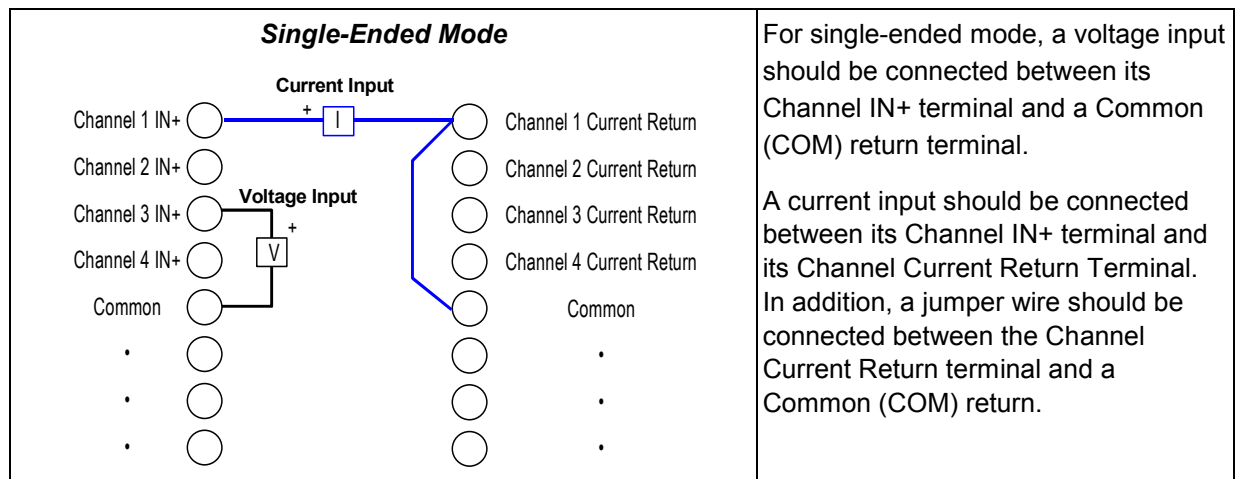 Single-Ended Mode
Current Input
Channel 1 IN+
+
I
Channel 1 Current Return
Channel 2 IN+
Channel 2 Current Return
Voltage Input
Channel 3 IN+
+
Channel 3 Current Return
V
Channel 4 IN+
Channel 4 Current Return
Common
Common
•
•
•
•
•
•
For single-ended mode, a voltage input
should be connected between its
Channel IN+ terminal and a Common
(COM) return terminal.
A current input should be connected
between its Channel IN+ terminal and
its Channel Current Return Terminal.
In addition, a jumper wire should be
connected between the Channel
Current Return terminal and a
Common (COM) return.